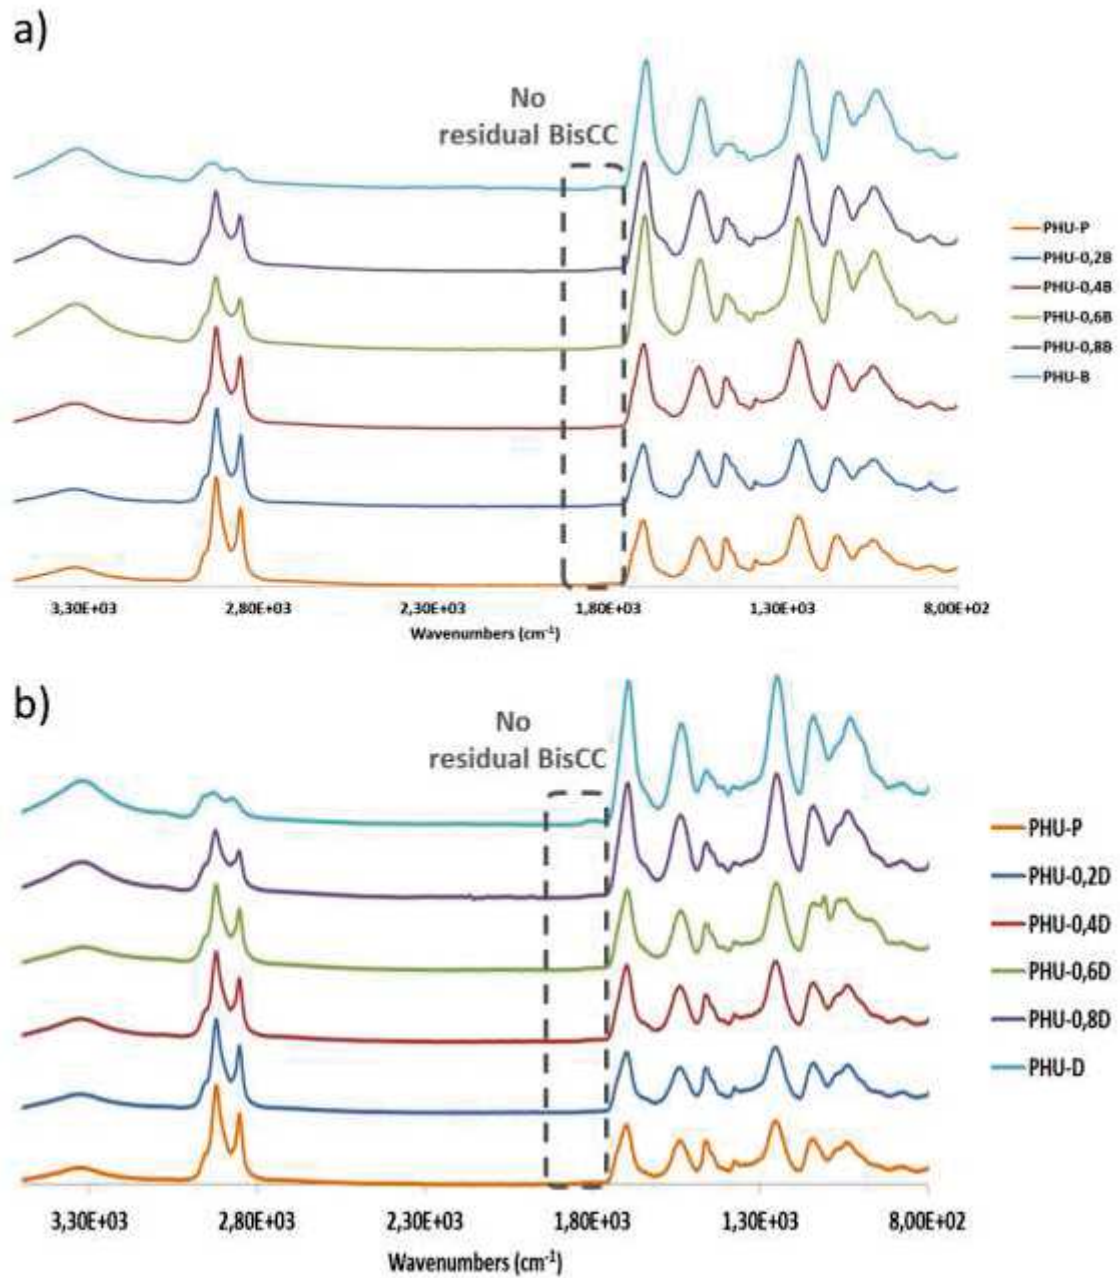 a)
No
residual BisCC
PHU-P
PHU-0,2B
PHU-0,4B
PHU-0,6B
PHU-0,8B
PHU-B
3,30E+03 2,80E+03 2,30E+03 1,80E+03 1,30E+03 8,00E+02
Wavenumbers (cm⁻¹)
b)
No
residual BisCC
PHU-P
PHU-0,2D
PHU-0,4D
PHU-0,6D
PHU-0,8D
PHU-D
3,30E+03 2,80E+03 2,30E+03 1,80E+03 1,30E+03 8,00E+02
Wavenumbers (cm⁻¹)